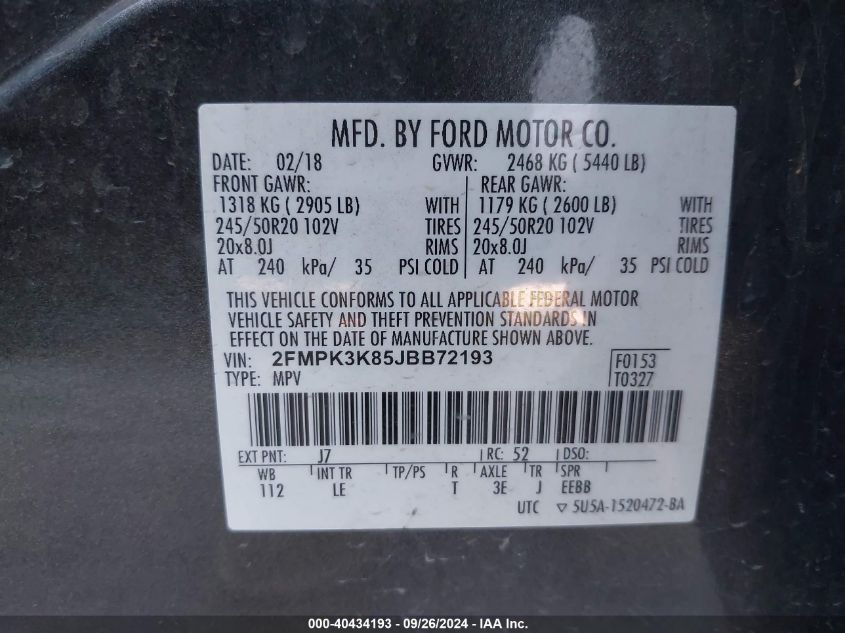 MFD. BY FORD MOTOR CO.
DATE: 02/18 GVWR: 2468 KG ( 5440 LB)
FRONT GAWR: REAR GAWR:
1318 KG ( 2905 LB) WITH 1179 KG ( 2600 LB) WITH
245/50R20 102V TIRES 245/50R20 102V TIRES
20x8.0J RIMS 20x8.0J RIMS
AT 240 kPa/ 35 PSI COLD AT 240 kPa/ 35 PSI COLD
THIS VEHICLE CONFORMS TO ALL APPLICABLE FEDERAL MOTOR
VEHICLE SAFETY AND THEFT PREVENTION STANDARDS IN
EFFECT ON THE DATE OF MANUFACTURE SHOWN ABOVE.
VIN: 2FMPK3K85JBB72193 F0153
TYPE: MPV T0327
EXT PNT: J7 RC: 52 DSO:
WB INT TR TP/PS R AXLE TR SPR
112 LE T 3E J EEBB
UTC ▽ 5U5A-1520472-BA
000-40434193 - 09/26/2024 - IAA Inc.